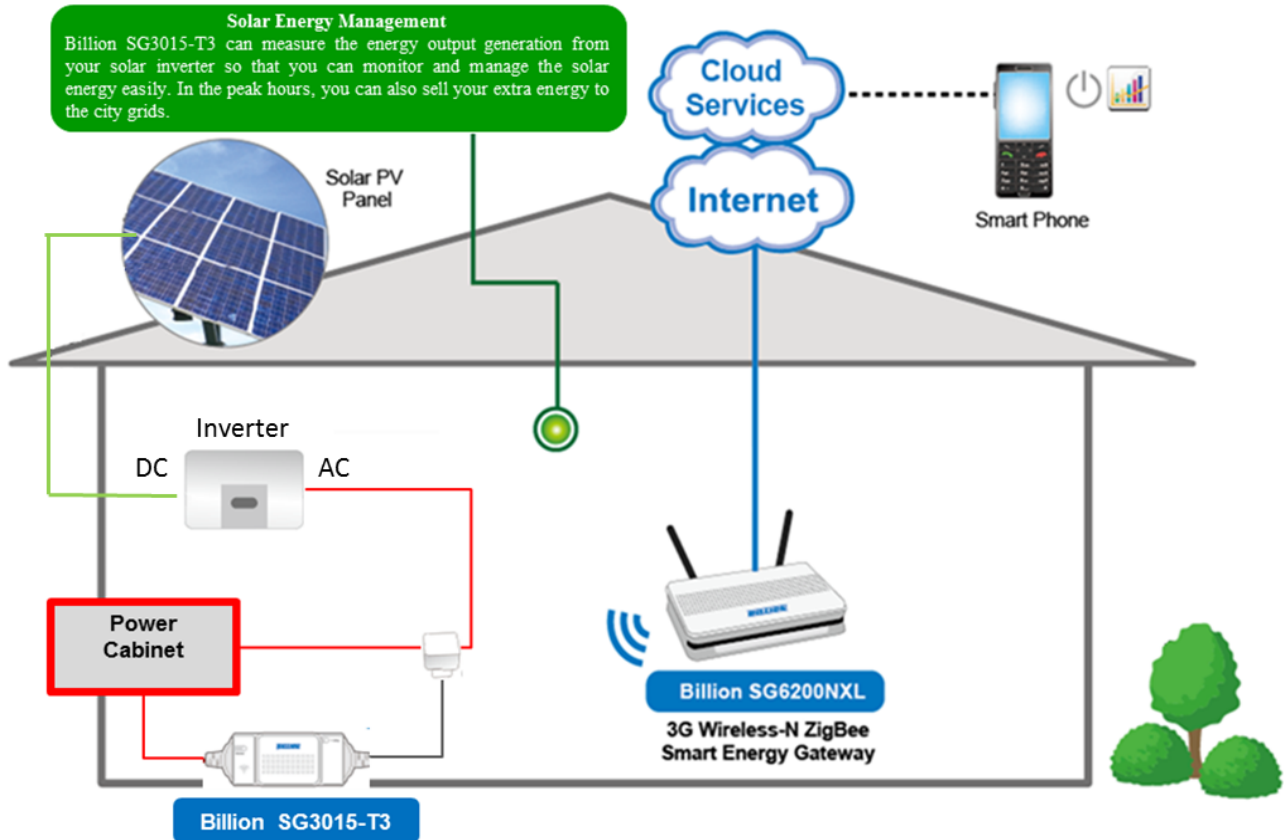 Solar Energy Management
Billion SG3015-T3 can measure the energy output generation from
your solar inverter so that you can monitor and manage the solar
energy easily. In the peak hours, you can also sell your extra energy to
the city grids.
Cloud
Services
Internet
Smart Phone
Solar PV
Panel
Inverter
DC
AC
Power
Cabinet
Billion SG6200NXL
3G Wireless-N ZigBee
Smart Energy Gateway
Billion SG3015-T3